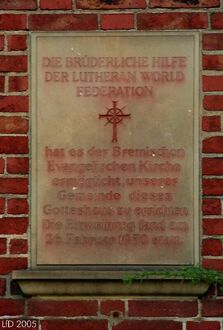 DIE BRÜDERLICHE HILFE
DER LUTHERAN WORLD
FEDERATION
hat es der Bremischen
Evangelischen Kirche
ermöglicht, unserer
Gemeinde dieses
Gotteshaus zu errichten
Die Einweihung fand am
26. Februar 1950 statt.
LfD 2005